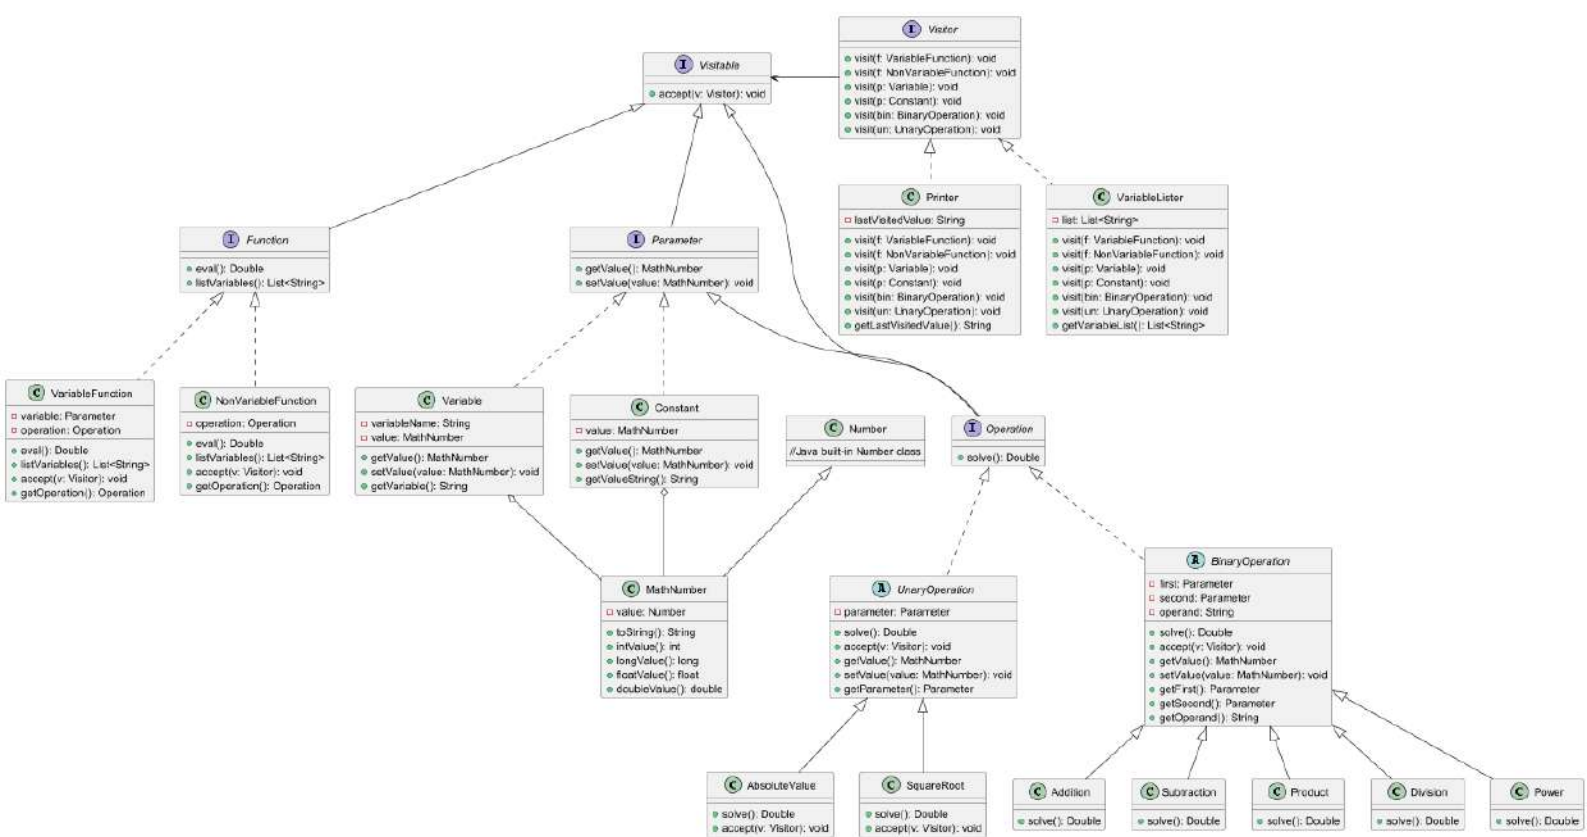 I Visitor
visit(f: VariableFunction): void
visit(f: NonVariableFunction): void
visit(p: Variable): void
visit(p: Constant): void
visit(bin: BinaryOperation): void
visit(un: UnaryOperation): void
I Visitable
accept(v: Visitor): void
C Printer
lastVisitedValue: String
visit(f: VariableFunction): void
visit(f: NonVariableFunction): void
visit(p: Variable): void
visit(p: Constant): void
visit(bin: BinaryOperation): void
visit(un: UnaryOperation): void
getLastVisitedValue(): String
C VariableLister
list: List<String>
visit(f: VariableFunction): void
visit(f: NonVariableFunction): void
visit(p: Variable): void
visit(p: Constant): void
visit(bin: BinaryOperation): void
visit(un: UnaryOperation): void
getVariableList(): List<String>
I Function
eval(): Double
listVariables(): List<String>
I Parameter
getValue(): MathNumber
setValue(value: MathNumber): void
C VariableFunction
variable: Parameter
operation: Operation
eval(): Double
listVariables(): List<String>
accept(v: Visitor): void
getOperation(): Operation
C NonVariableFunction
operation: Operation
eval(): Double
listVariables(): List<String>
accept(v: Visitor): void
getOperation(): Operation
C Variable
variableName: String
value: MathNumber
getValue(): MathNumber
setValue(value: MathNumber): void
getVariable(): String
C Constant
value: MathNumber
getValue(): MathNumber
setValue(value: MathNumber): void
getValueString(): String
C Number
//Java built-in Number class
I Operation
solve(): Double
C MathNumber
value: Number
toString(): String
intValue(): int
longValue(): long
floatValue(): float
doubleValue(): double
A UnaryOperation
parameter: Parameter
solve(): Double
accept(v: Visitor): void
getValue(): MathNumber
setValue(value: MathNumber): void
getParameter(): Parameter
A BinaryOperation
first: Parameter
second: Parameter
operand: String
solve(): Double
accept(v: Visitor): void
getValue(): MathNumber
setValue(value: MathNumber): void
getFirst(): Parameter
getSecond(): Parameter
getOperand(): String
C AbsoluteValue
solve(): Double
accept(v: Visitor): void
C SquareRoot
solve(): Double
accept(v: Visitor): void
C Addition
solve(): Double
C Subtraction
solve(): Double
C Product
solve(): Double
C Division
solve(): Double
C Power
solve(): Double